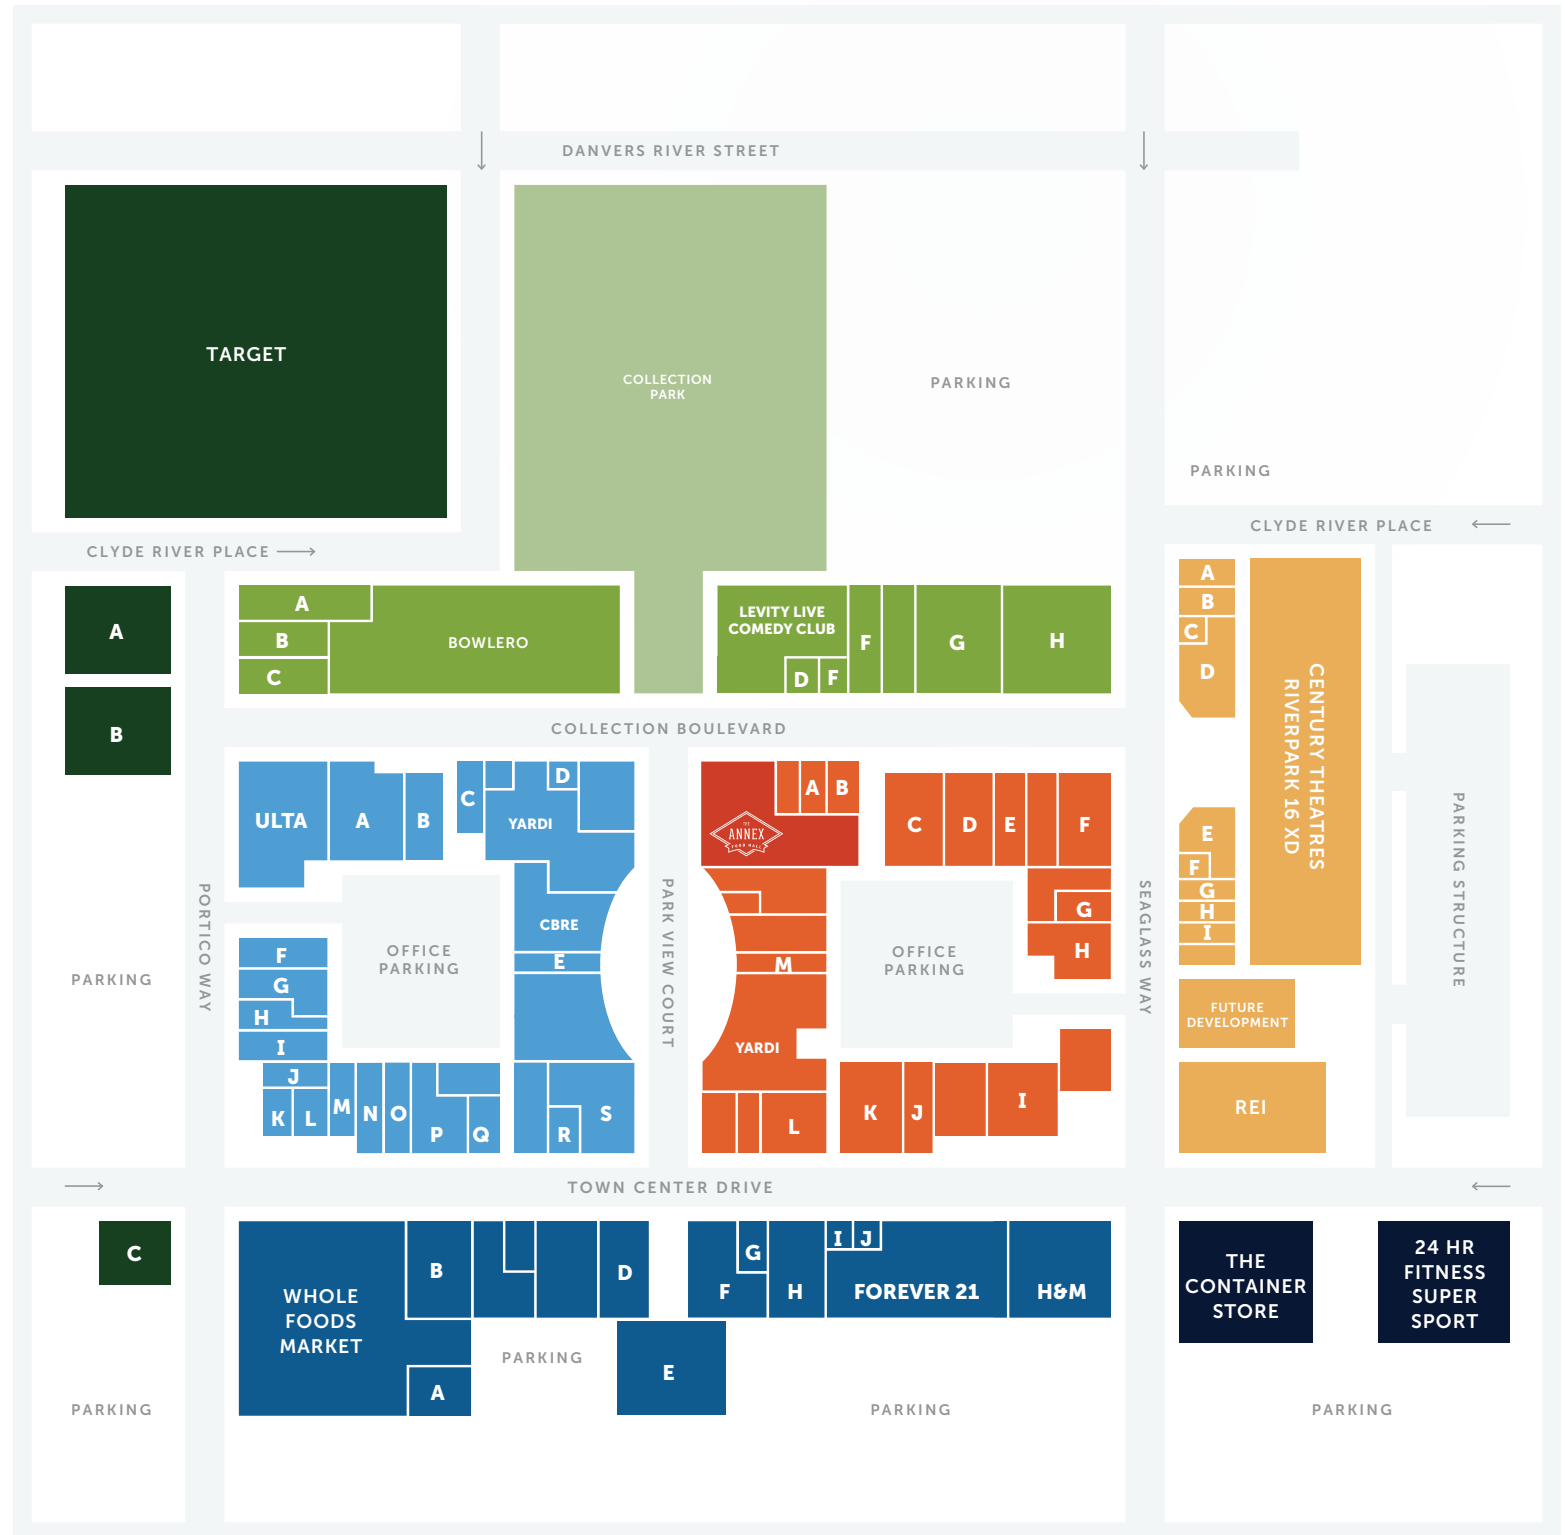 DANVERS RIVER STREET
TARGET
COLLECTION
PARK
PARKING
PARKING
CLYDE RIVER PLACE
CLYDE RIVER PLACE
A
B
A
B
C
BOWLERO
LEVITY LIVE
COMEDY CLUB
D
F
F
G
H
A
B
C
D
CENTURY THEATRES
RIVERPARK 16 XD
E
F
G
H
I
FUTURE
DEVELOPMENT
REI
PARKING STRUCTURE
COLLECTION BOULEVARD
PARKING
PORTICO WAY
ULTA
A
B
C
YARDI
D
CBRE
E
OFFICE
PARKING
F
G
H
I
J
K
L
M
N
O
P
Q
R
S
PARK VIEW COURT
THE
ANNEX
FOOD HALL
A
B
C
D
E
F
G
H
OFFICE
PARKING
M
YARDI
L
K
J
I
SEAGLASS WAY
TOWN CENTER DRIVE
C
PARKING
WHOLE
FOODS
MARKET
B
A
D
PARKING
E
F
G
H
I
J
FOREVER 21
H&M
PARKING
THE
CONTAINER
STORE
24 HR
FITNESS
SUPER
SPORT
PARKING